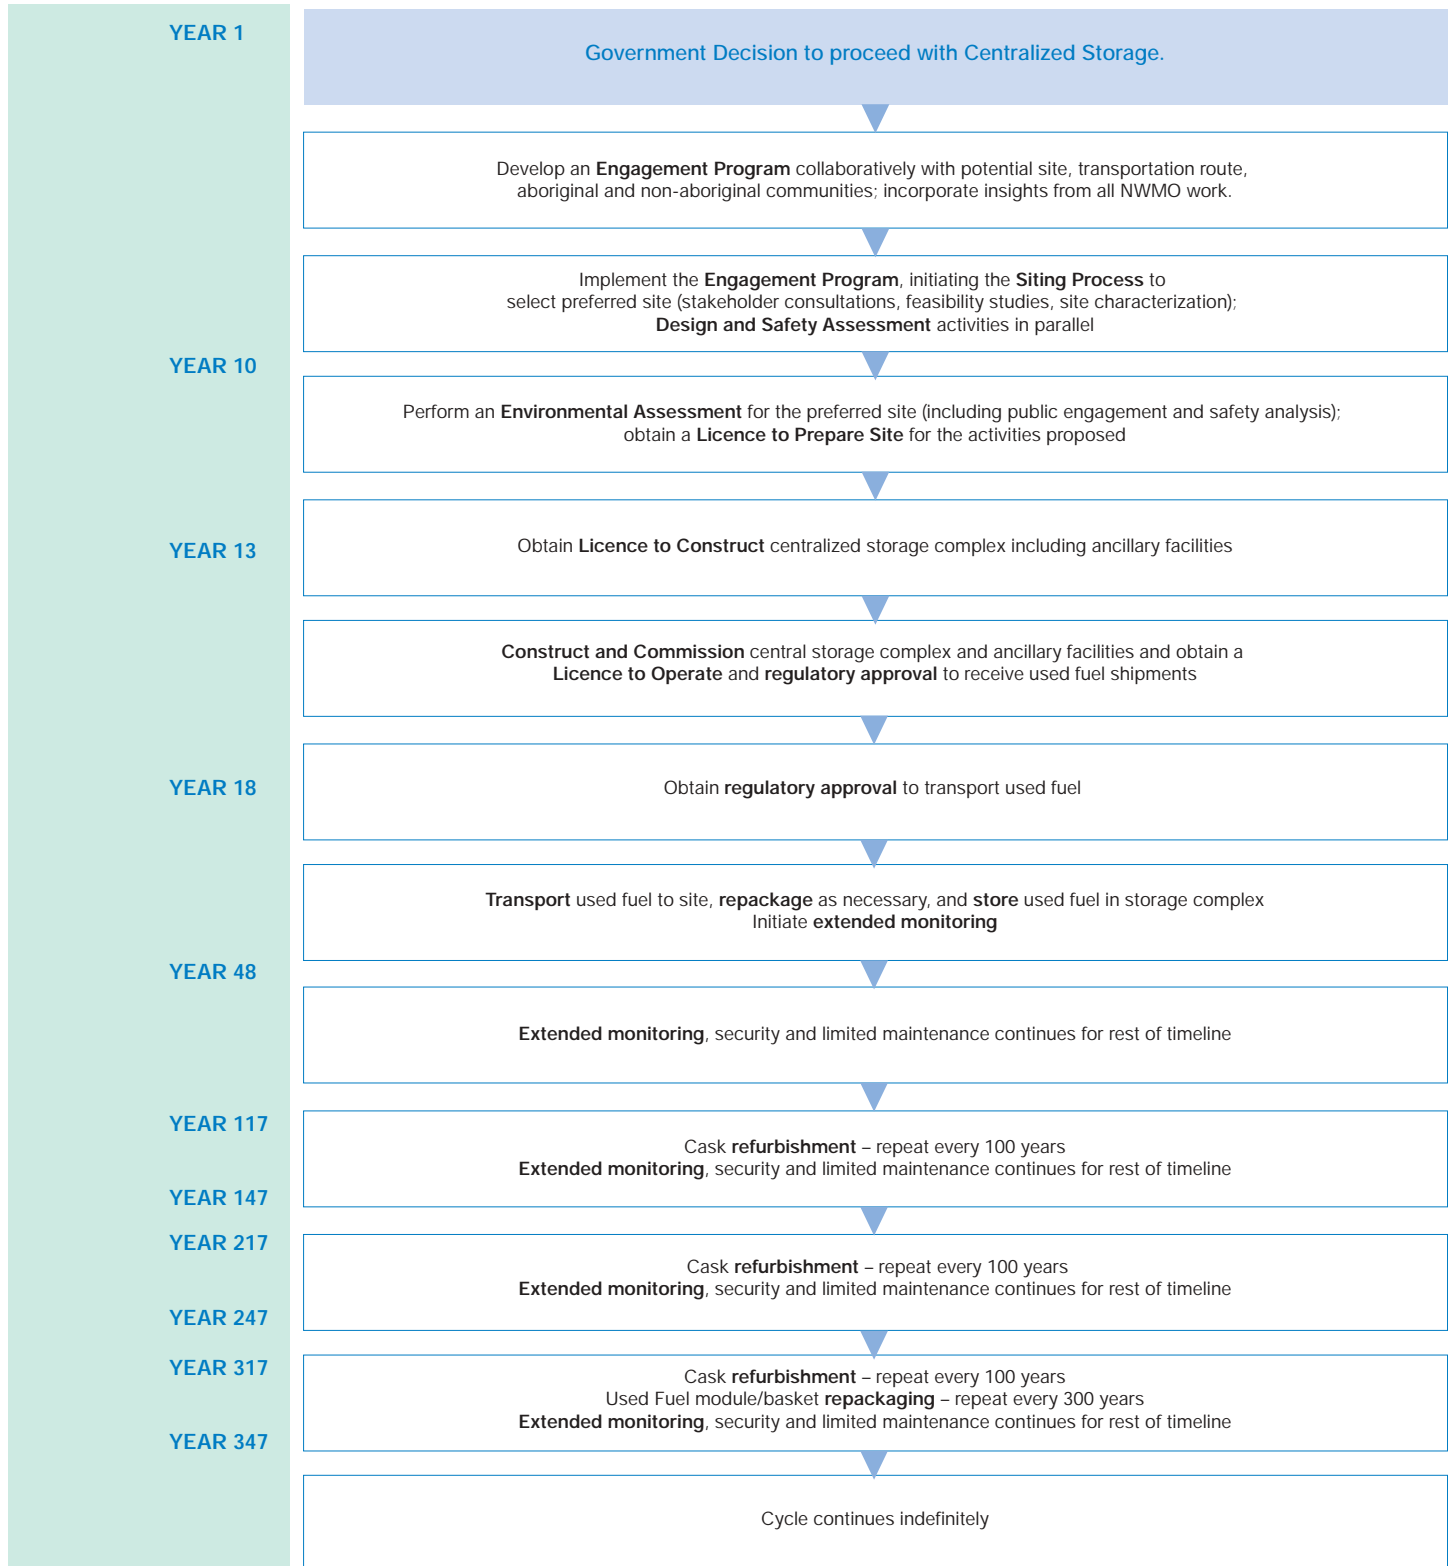 YEAR 1
Government Decision to proceed with Centralized Storage.
Develop an Engagement Program collaboratively with potential site, transportation route,
aboriginal and non-aboriginal communities; incorporate insights from all NWMO work.
Implement the Engagement Program, initiating the Siting Process to
select preferred site (stakeholder consultations, feasibility studies, site characterization);
Design and Safety Assessment activities in parallel
YEAR 10
Perform an Environmental Assessment for the preferred site (including public engagement and safety analysis);
obtain a Licence to Prepare Site for the activities proposed
YEAR 13
Obtain Licence to Construct centralized storage complex including ancillary facilities
Construct and Commission central storage complex and ancillary facilities and obtain a
Licence to Operate and regulatory approval to receive used fuel shipments
YEAR 18
Obtain regulatory approval to transport used fuel
Transport used fuel to site, repackage as necessary, and store used fuel in storage complex
Initiate extended monitoring
YEAR 48
Extended monitoring, security and limited maintenance continues for rest of timeline
YEAR 117
Cask refurbishment – repeat every 100 years
Extended monitoring, security and limited maintenance continues for rest of timeline
YEAR 147
YEAR 217
Cask refurbishment – repeat every 100 years
Extended monitoring, security and limited maintenance continues for rest of timeline
YEAR 247
YEAR 317
Cask refurbishment – repeat every 100 years
Used Fuel module/basket repackaging – repeat every 300 years
Extended monitoring, security and limited maintenance continues for rest of timeline
YEAR 347
Cycle continues indefinitely